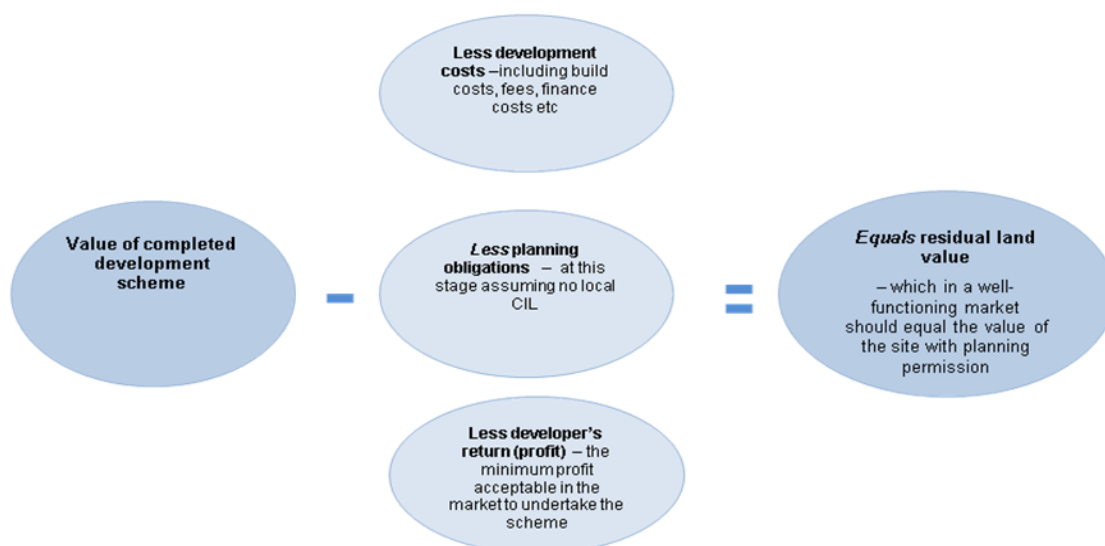 Less development
costs –including build
costs, fees, finance
costs etc
Value of completed
development
scheme
Less planning
obligations – at this
stage assuming no local
CIL
Equals residual land
value
– which in a well-
functioning market
should equal the value of
the site with planning
permission
Less developer's
return (profit) – the
minimum profit
acceptable in the
market to undertake the
scheme